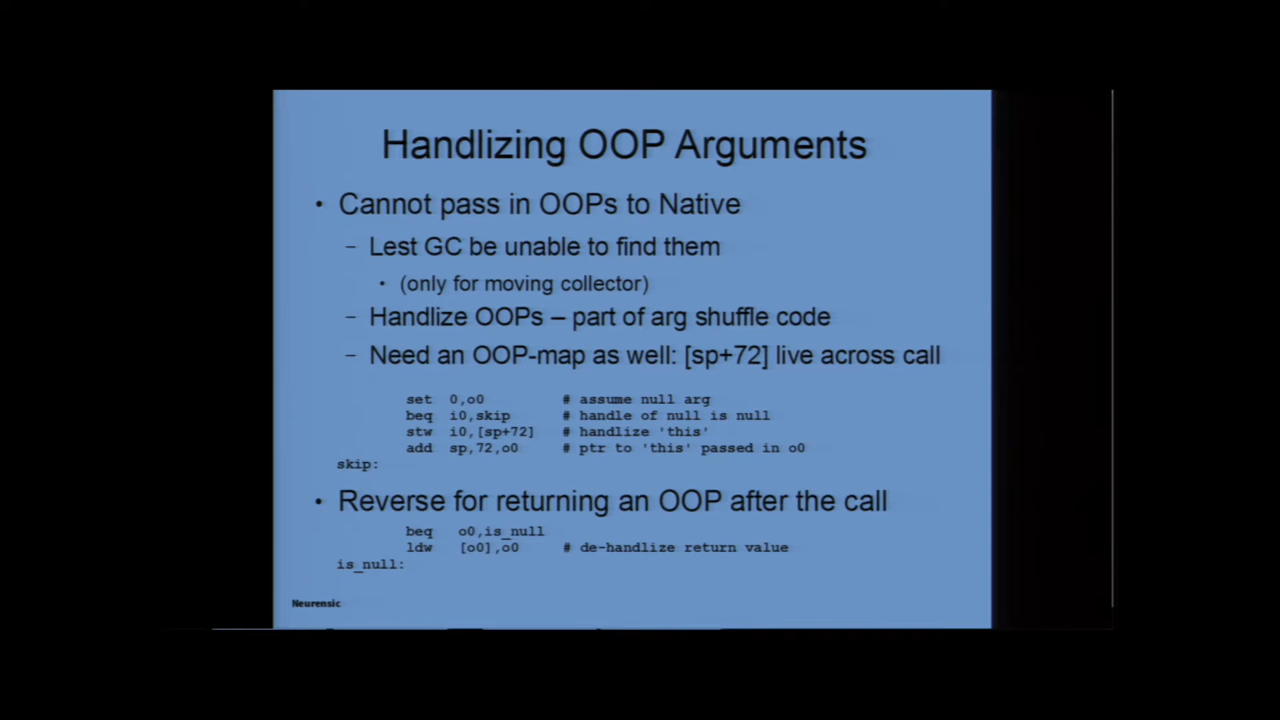 Handlizing OOP Arguments
• Cannot pass in OOPs to Native
– Lest GC be unable to find them
• (only for moving collector)
– Handlize OOPs – part of arg shuffle code
– Need an OOP-map as well: [sp+72] live across call
set 0,o0 # assume null arg
beq i0,skip # handle of null is null
stw i0,[sp+72] # handlize 'this'
add sp,72,o0 # ptr to 'this' passed in o0
skip:
• Reverse for returning an OOP after the call
beq o0,is_null
ldw [o0],o0 # de-handlize return value
is_null:
Neurensic